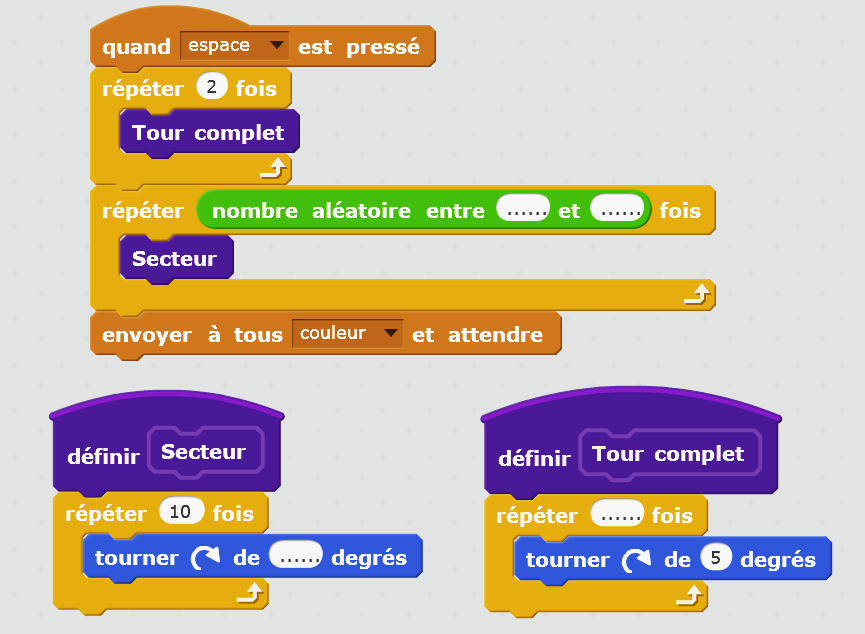 quand espace est pressé
répéter 2 fois
Tour complet
répéter nombre aléatoire entre ...... et ...... fois
Secteur
envoyer à tous couleur et attendre
définir Secteur
répéter 10 fois
tourner de ...... degrés
définir Tour complet
répéter ...... fois
tourner de 5 degrés